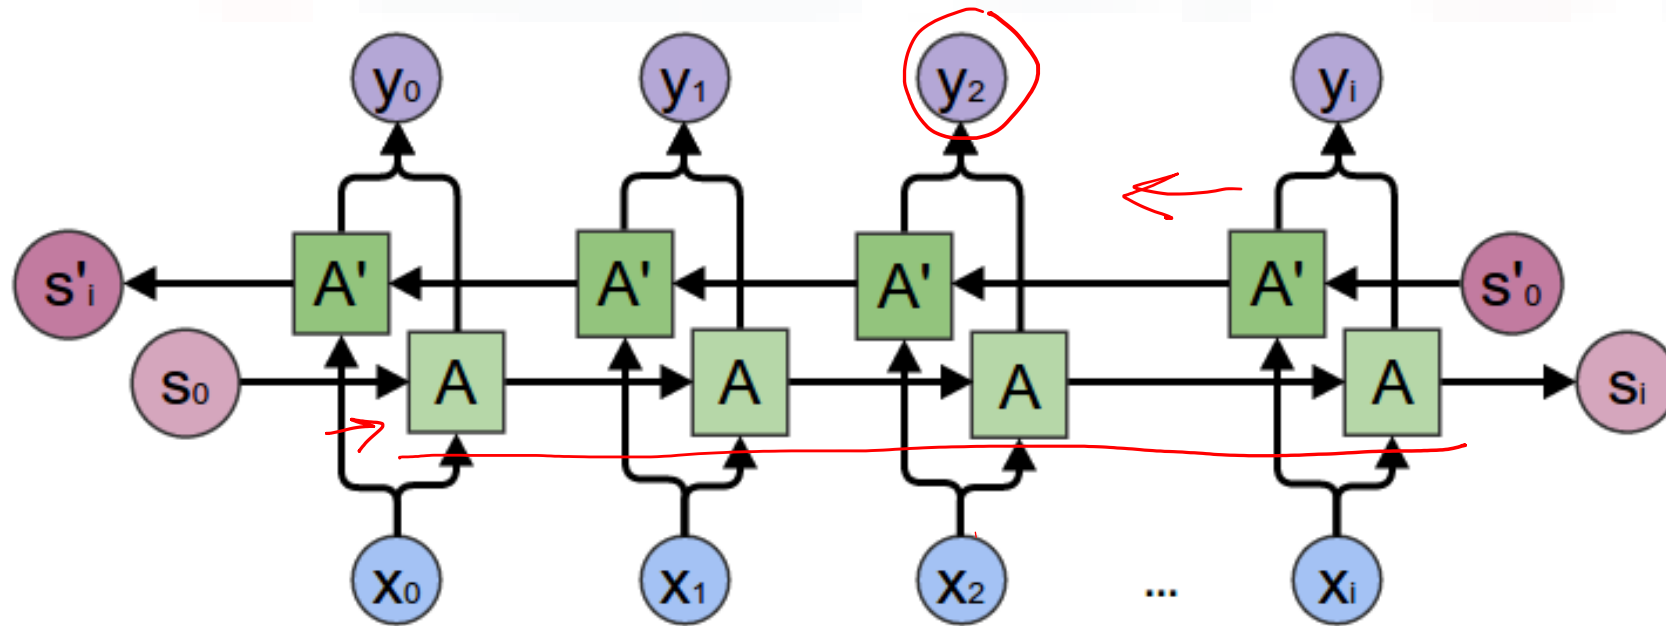 y₀ y₁ y₂ yᵢ
s'ᵢ A' A' A' A' s'₀
s₀ A A A A sᵢ
x₀ x₁ x₂ ... xᵢ